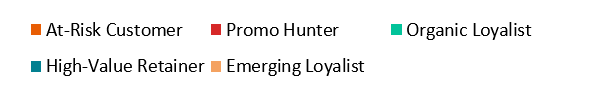 At-Risk Customer Promo Hunter Organic Loyalist
High-Value Retainer Emerging Loyalist